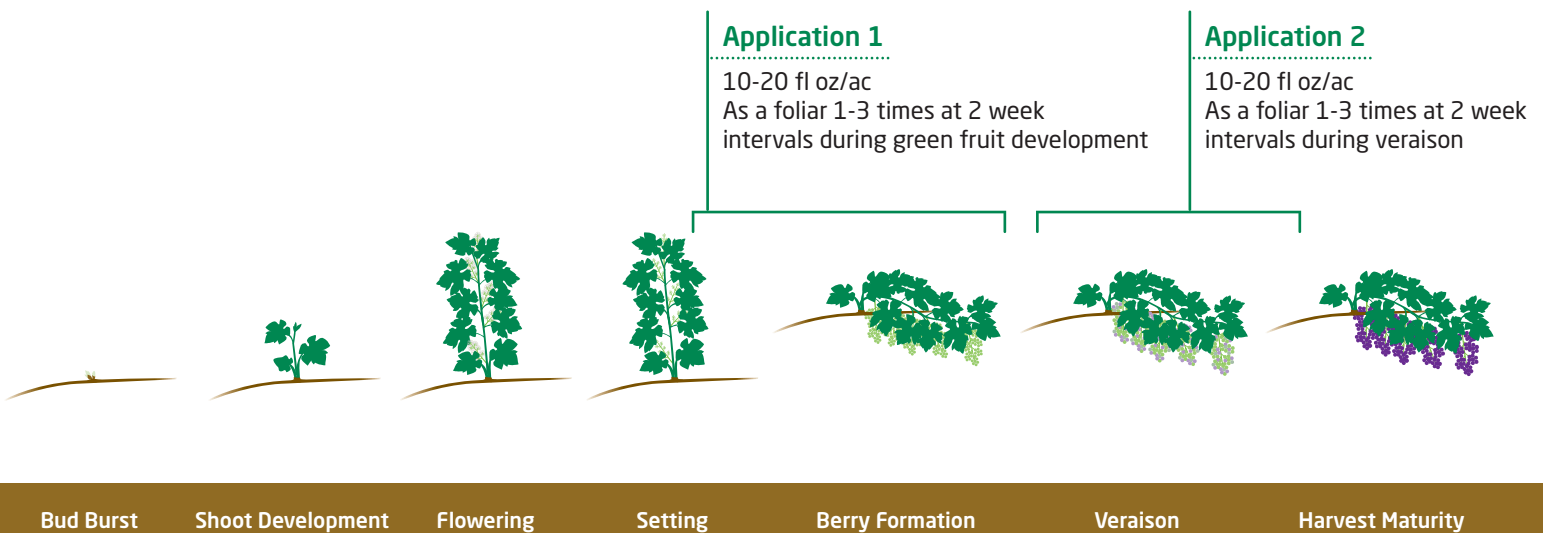 Application 1
10-20 fl oz/ac
As a foliar 1-3 times at 2 week
intervals during green fruit development
Application 2
10-20 fl oz/ac
As a foliar 1-3 times at 2 week
intervals during veraison
Bud Burst
Shoot Development
Flowering
Setting
Berry Formation
Veraison
Harvest Maturity